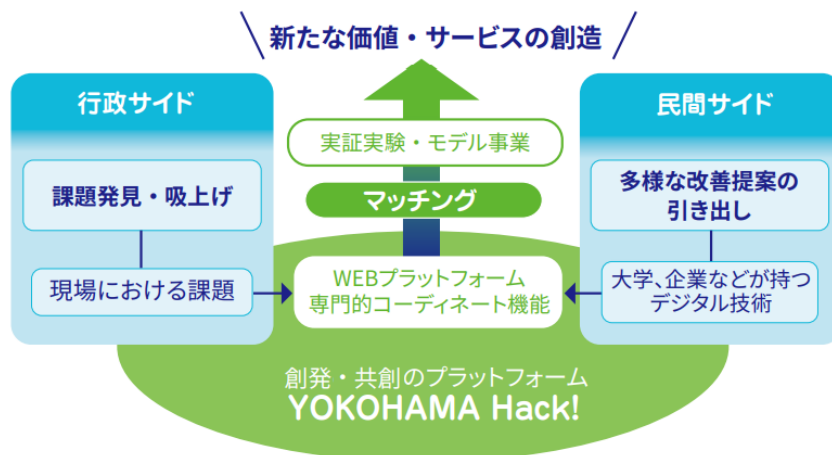 新たな価値・サービスの創造
行政サイド
課題発見・吸上げ
現場における課題
実証実験・モデル事業
マッチング
WEBプラットフォーム
専門的コーディネート機能
民間サイド
多様な改善提案の
引き出し
大学、企業などが持つ
デジタル技術
創発・共創のプラットフォーム
YOKOHAMA Hack!